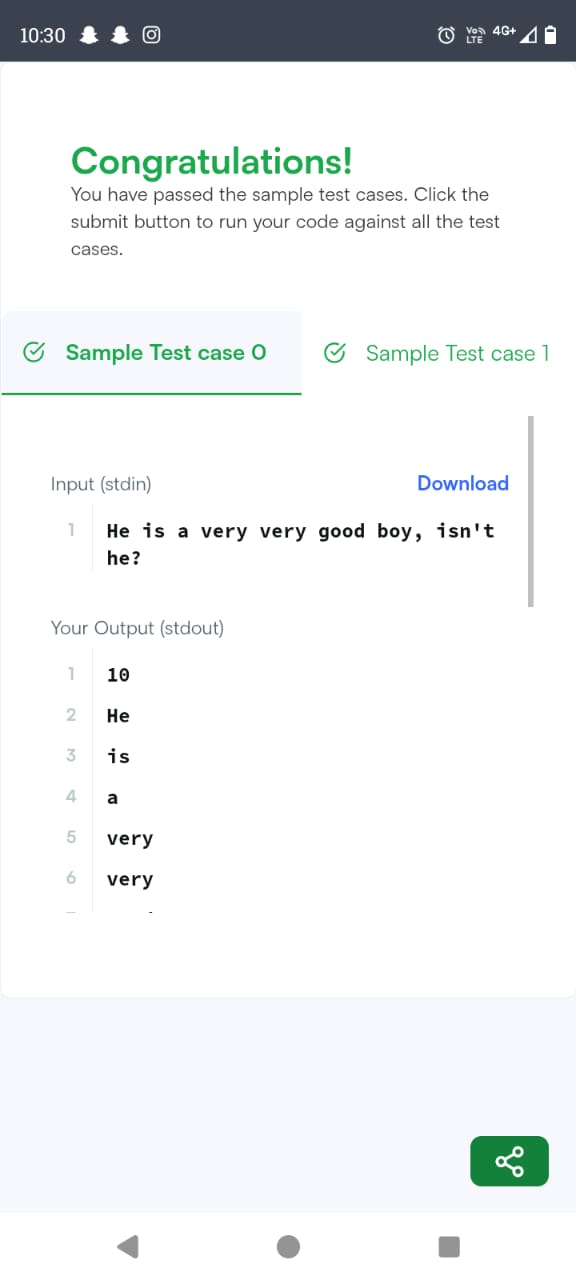 10:30
Vo)) LTE 4G+
Congratulations!
You have passed the sample test cases. Click the
submit button to run your code against all the test
cases.
Sample Test case 0
Sample Test case 1
Input (stdin)
Download
1 He is a very very good boy, isn't
he?
Your Output (stdout)
1 10
2 He
3 is
4 a
5 very
6 very